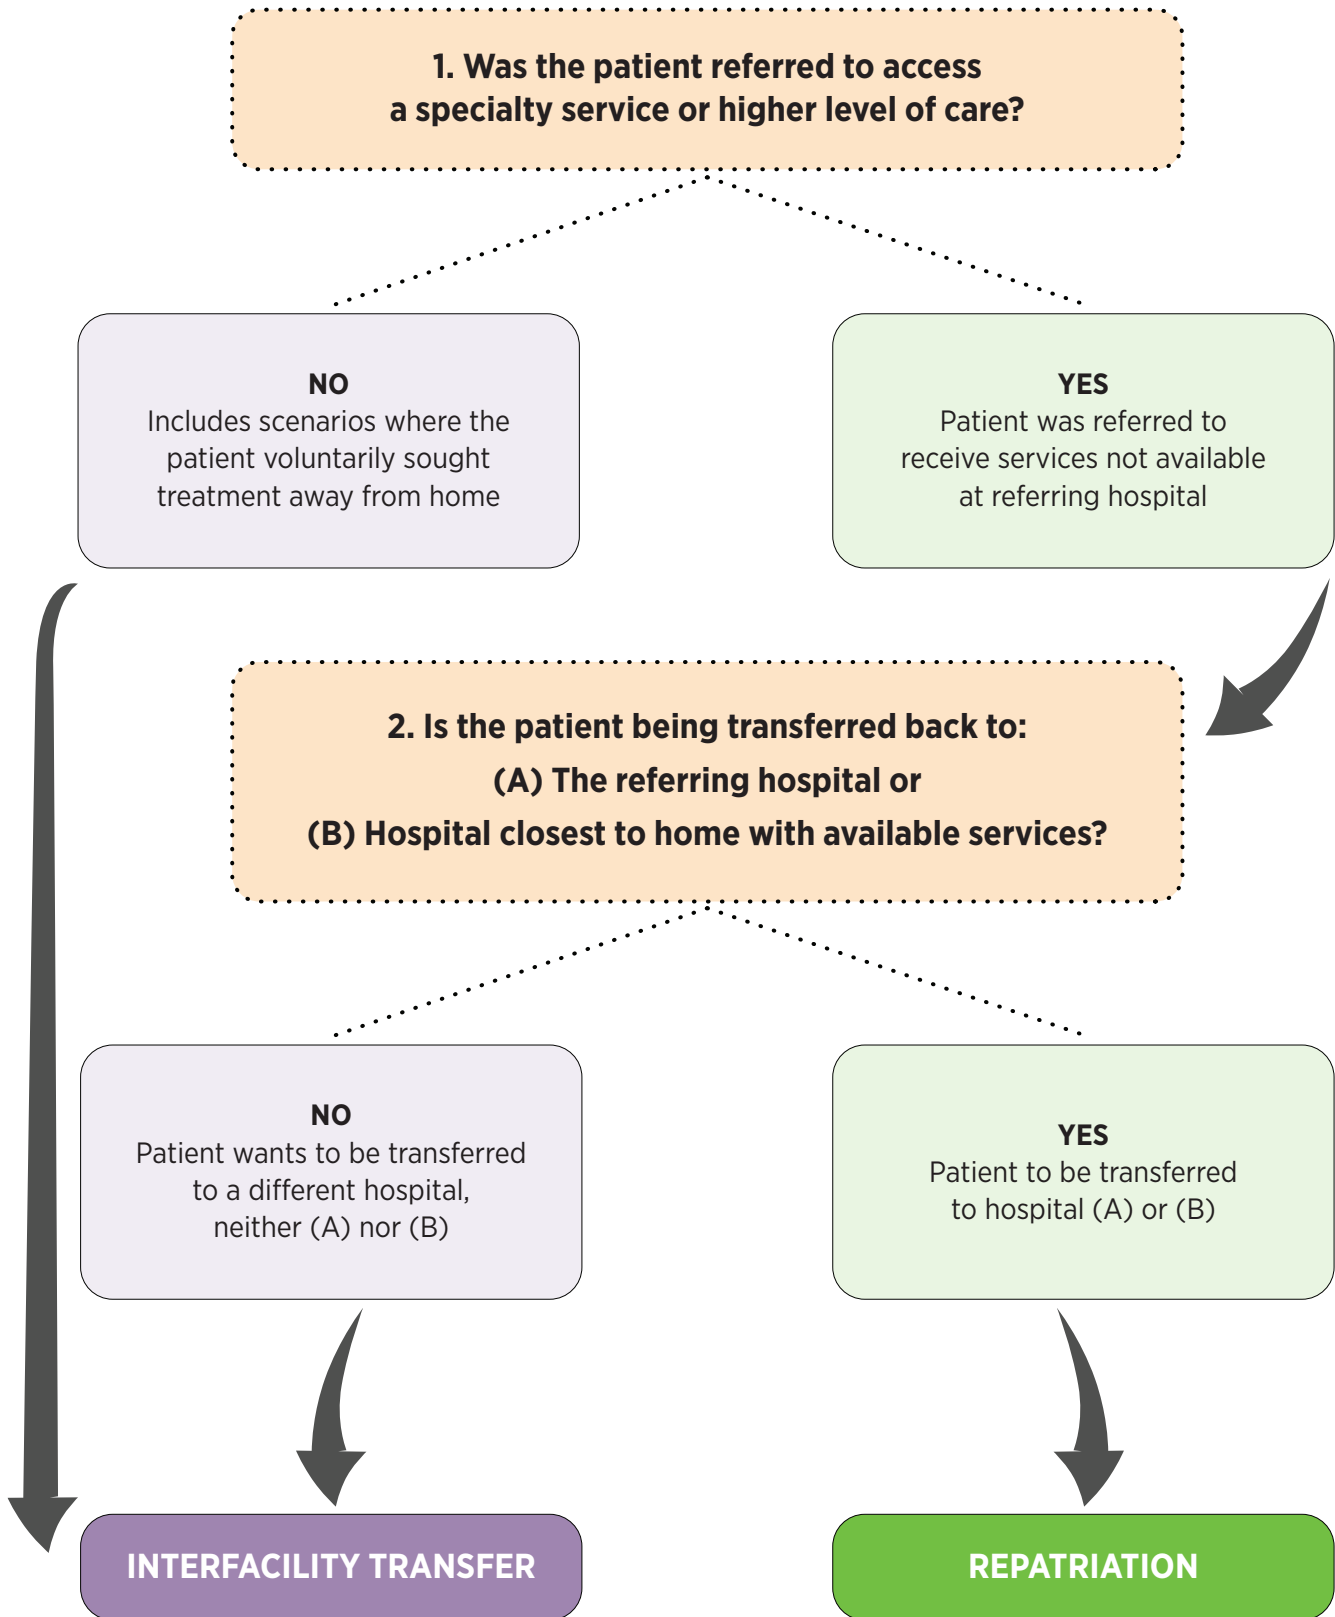 1. Was the patient referred to access
a specialty service or higher level of care?
NO
Includes scenarios where the
patient voluntarily sought
treatment away from home
YES
Patient was referred to
receive services not available
at referring hospital
2. Is the patient being transferred back to:
(A) The referring hospital or
(B) Hospital closest to home with available services?
NO
Patient wants to be transferred
to a different hospital,
neither (A) nor (B)
YES
Patient to be transferred
to hospital (A) or (B)
INTERFACILITY TRANSFER
REPATRIATION